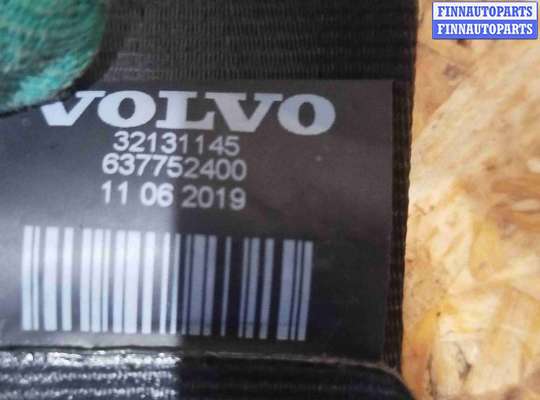 FINNAUTOPARTS
FINNAUTOPARTS
VOLVO
32131145
637752400
11 06 2019